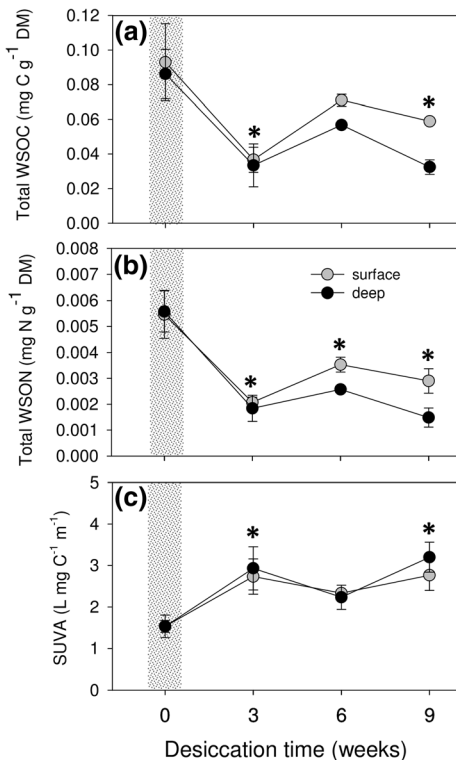 (a)
Total WSOC (mg C g-1 DM)
0.12
0.10
0.08
0.06
0.04
0.02
0.00
*
*
(b)
Total WSON (mg N g-1 DM)
0.008
0.007
0.006
0.005
0.004
0.003
0.002
0.001
0.000
surface
deep
*
*
*
(c)
SUVA (L mg C-1 m-1)
5
4
3
2
1
0
*
*
0 3 6 9
Desiccation time (weeks)